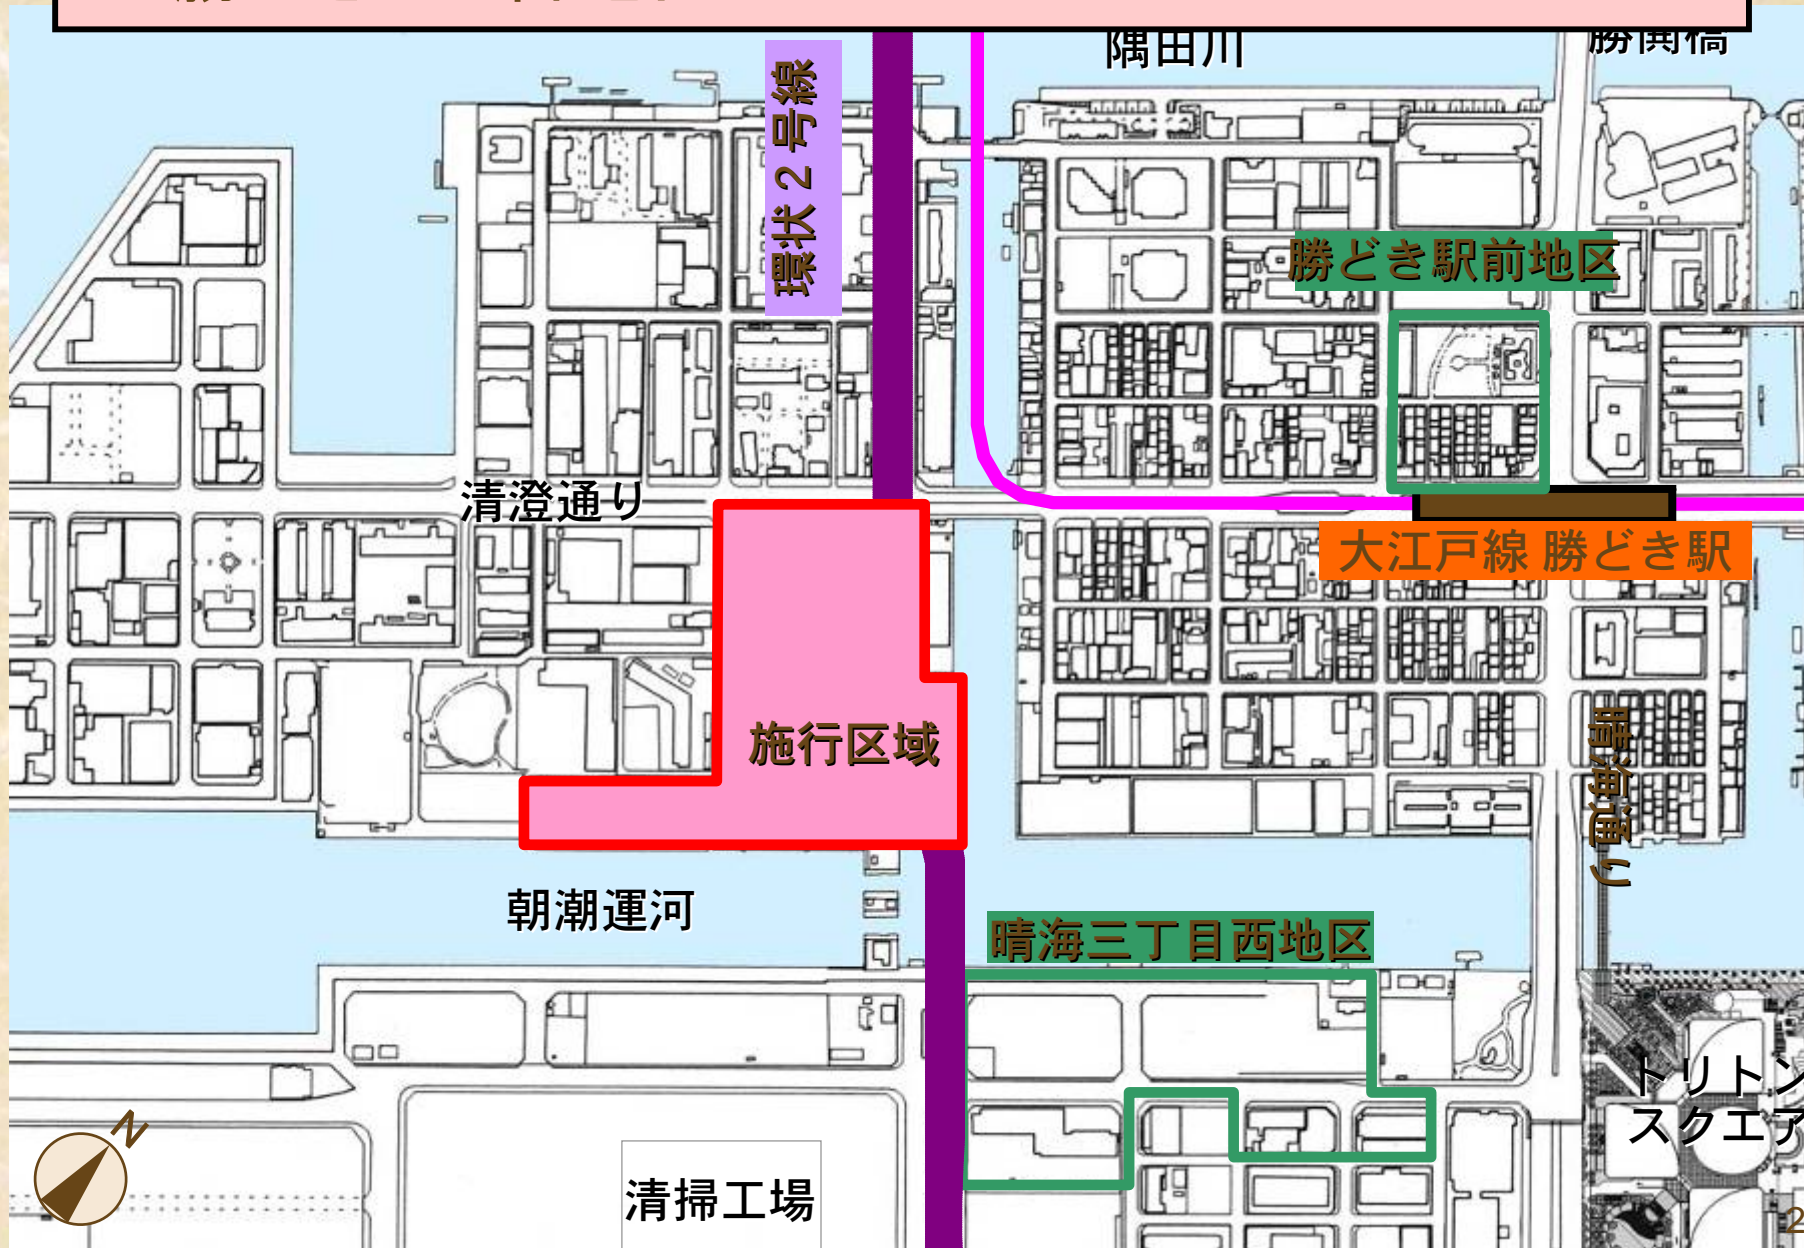 隅田川
勝鬨橋
環状２号線
勝どき駅前地区
清澄通り
大江戸線 勝どき駅
施行区域
晴海通り
朝潮運河
晴海三丁目西地区
トリトン
スクエア
N
清掃工場
2